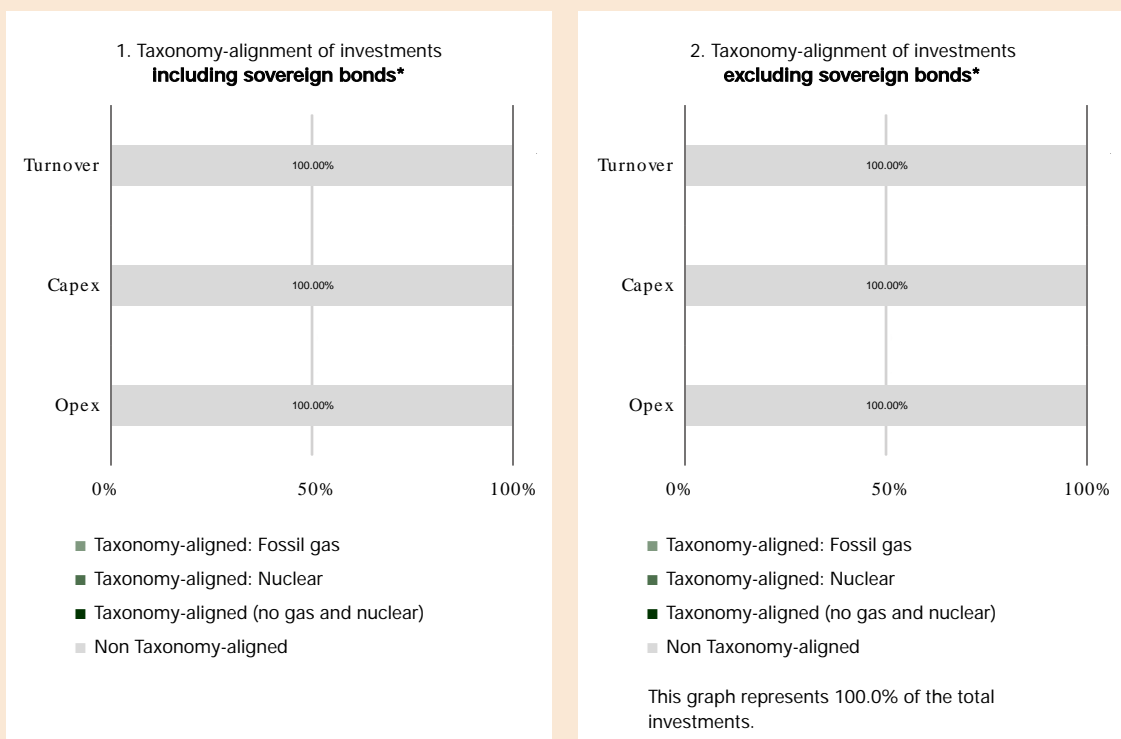 1. Taxonomy-alignment of investments
including sovereign bonds*
Turnover
100.00%
Capex
100.00%
Opex
100.00%
0% 50% 100%
Taxonomy-aligned: Fossil gas
Taxonomy-aligned: Nuclear
Taxonomy-aligned (no gas and nuclear)
Non Taxonomy-aligned
2. Taxonomy-alignment of investments
excluding sovereign bonds*
Turnover
100.00%
Capex
100.00%
Opex
100.00%
0% 50% 100%
Taxonomy-aligned: Fossil gas
Taxonomy-aligned: Nuclear
Taxonomy-aligned (no gas and nuclear)
Non Taxonomy-aligned
This graph represents 100.0% of the total
investments.